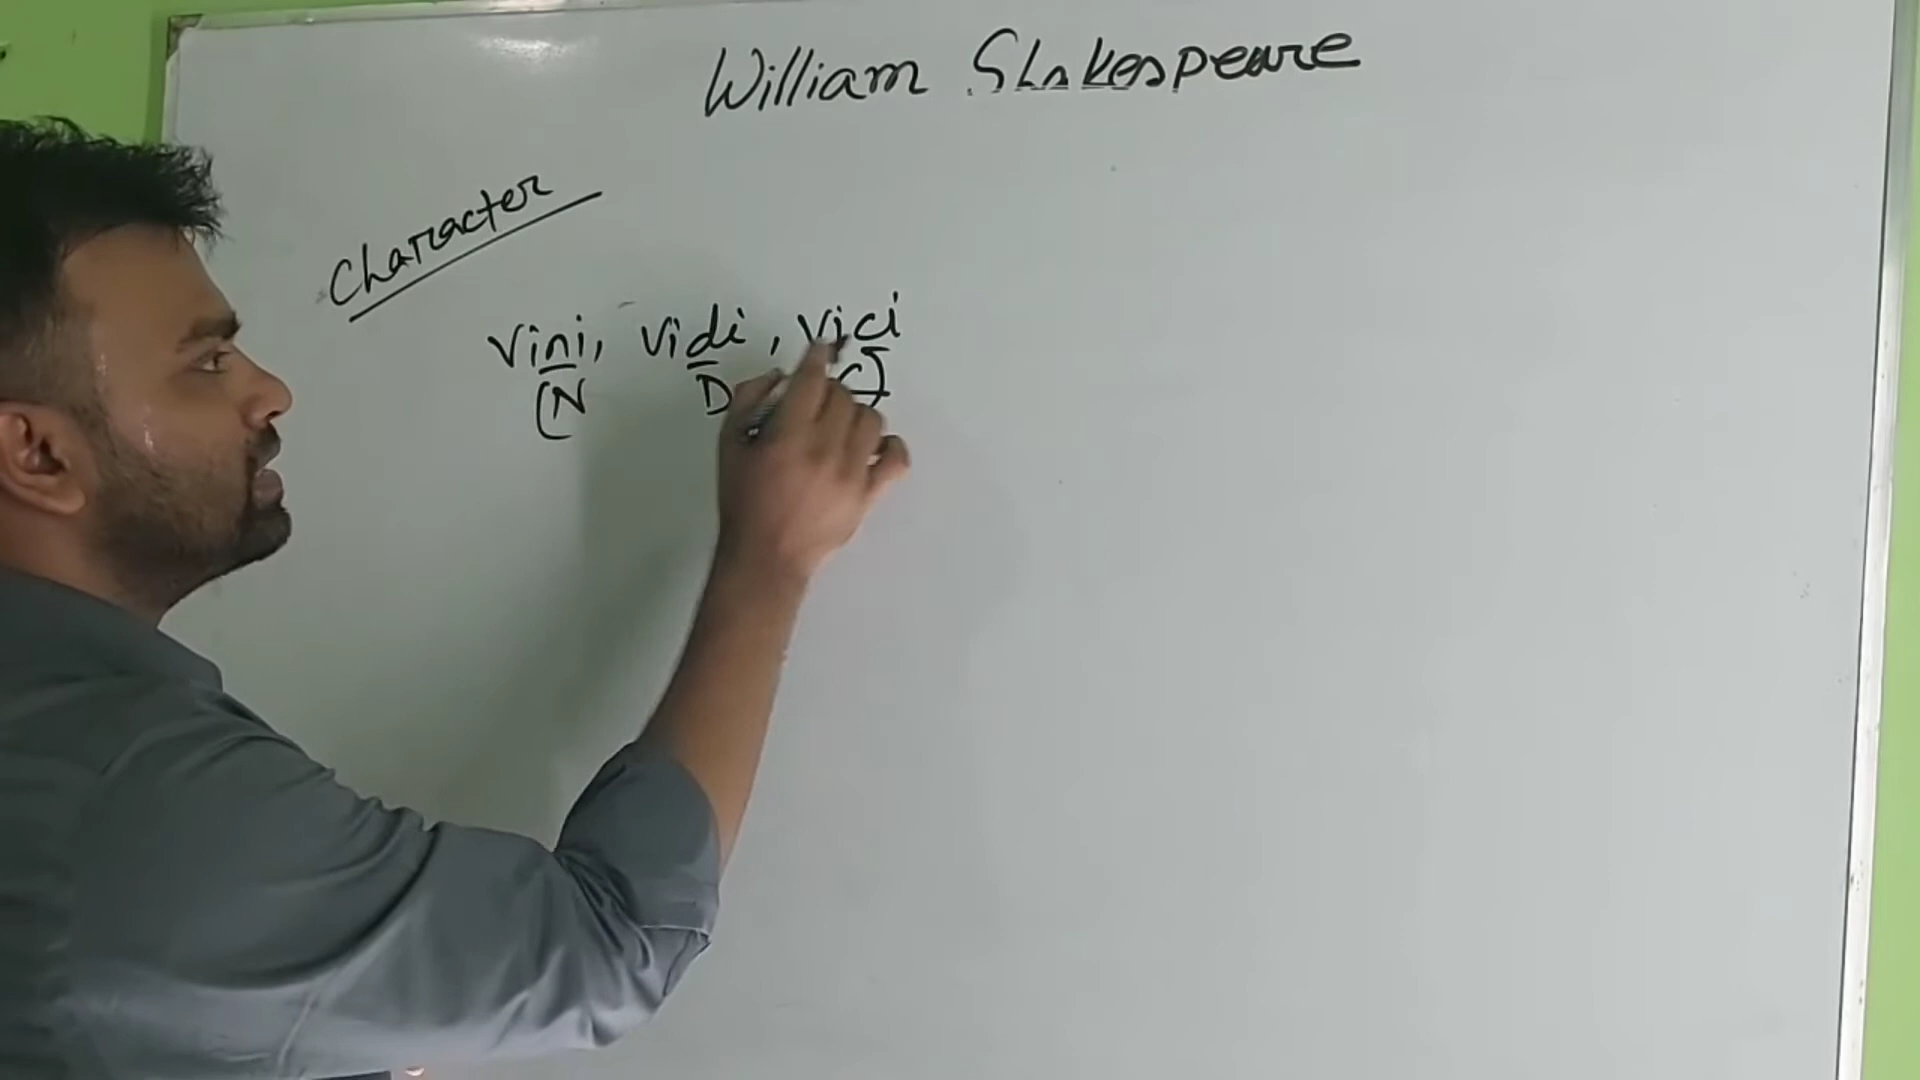 William Shakespeare
Character
Vini, Vidi, Vici
(N D C)